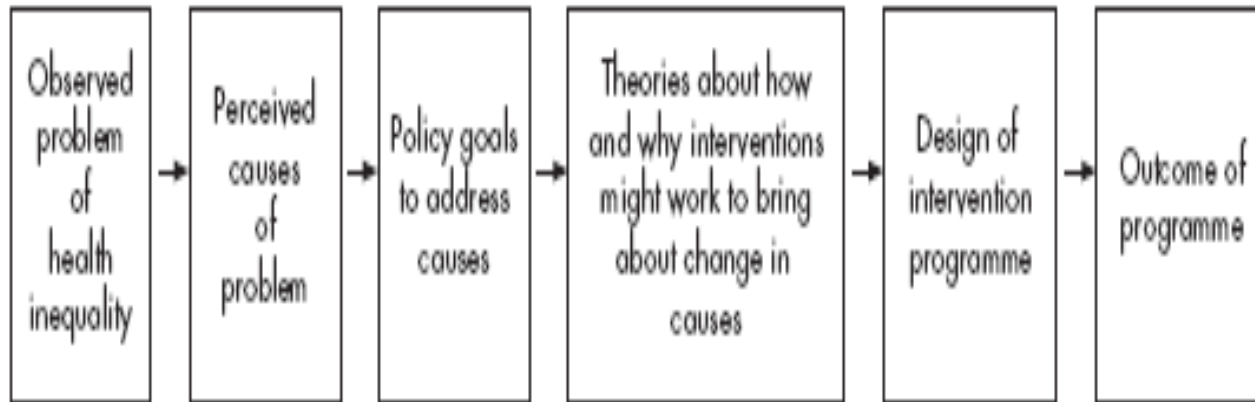 Observed
problem
of
health
inequality
Perceived
causes
of
problem
Policy goals
to address
causes
Theories about how
and why interventions
might work to bring
about change in
causes
Design of
intervention
programme
Outcome of
programme